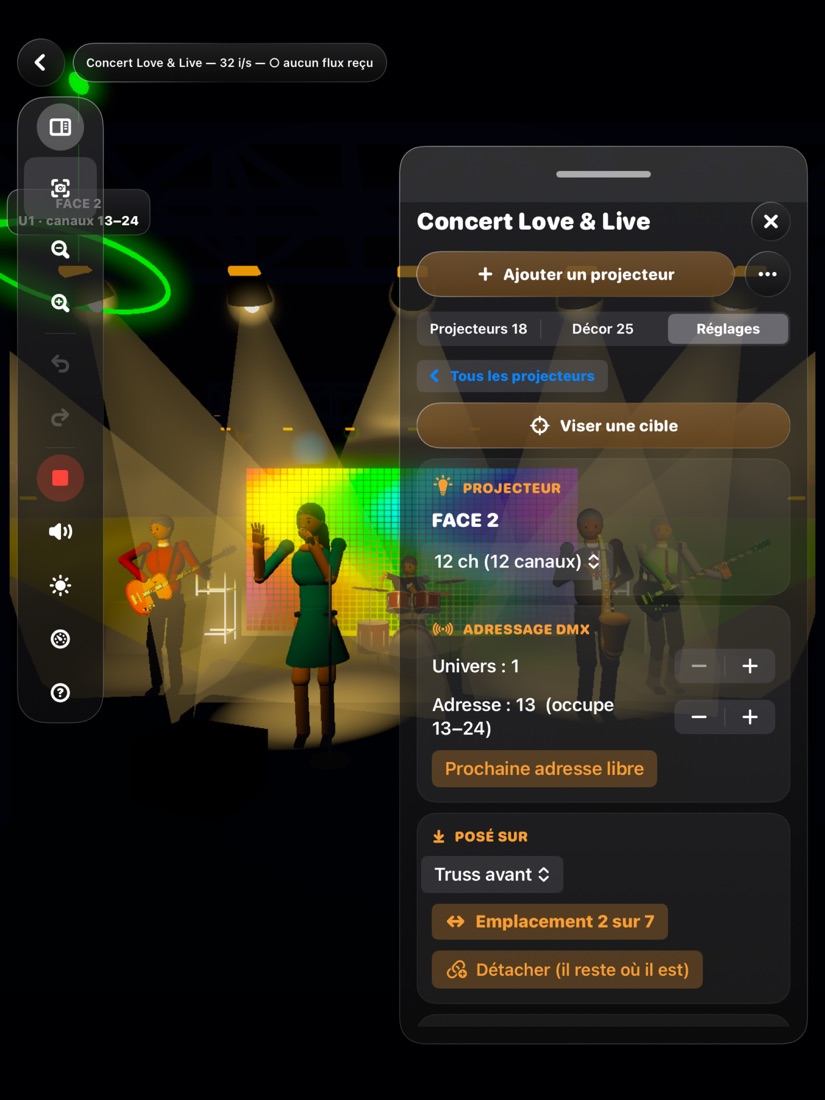 Concert Love & Live — 32 i/s — O aucun flux reçu
FACE 2
U1 · canaux 13–24
Concert Love & Live
+ Ajouter un projecteur
Projecteurs 18
Décor 25
Réglages
Tous les projecteurs
Viser une cible
PROJECTEUR
FACE 2
12 ch (12 canaux)
ADRESSAGE DMX
Univers : 1
− +
Adresse : 13 (occupe
13–24)
− +
Prochaine adresse libre
POSÉ SUR
Truss avant
Emplacement 2 sur 7
Détacher (il reste où il est)